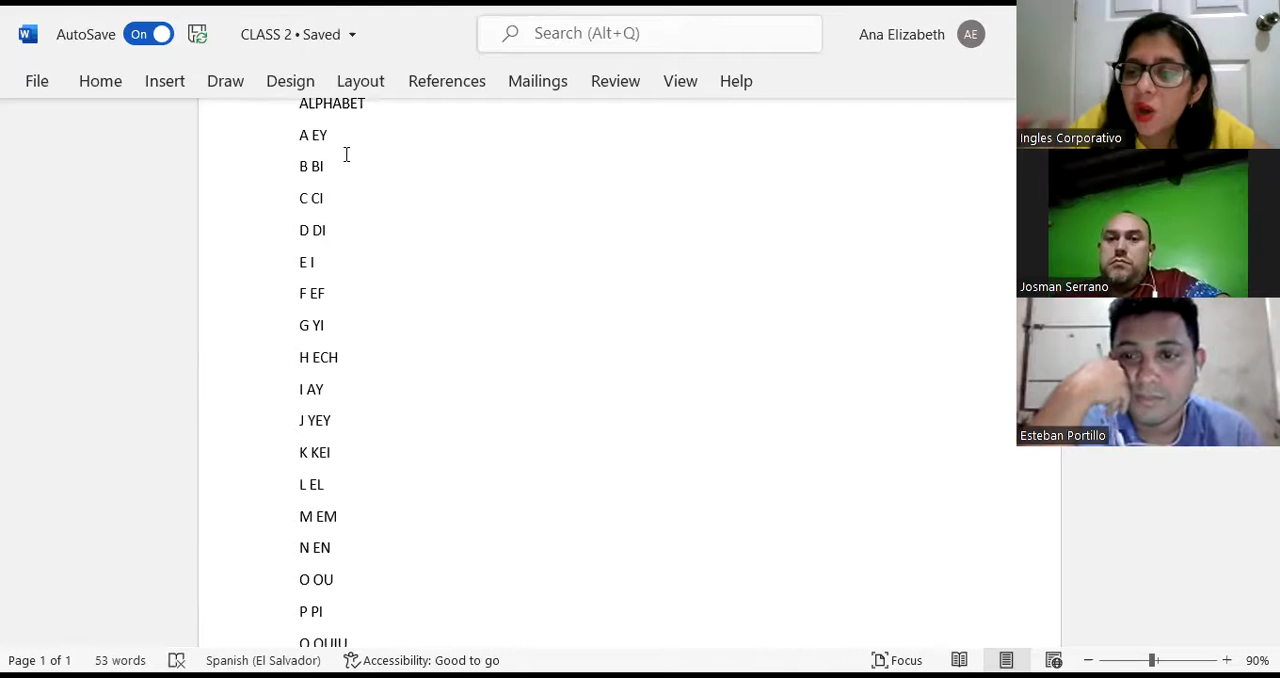 AutoSave On CLASS 2 • Saved Search (Alt+Q) Ana Elizabeth AE
File Home Insert Draw Design Layout References Mailings Review View Help
ALPHABET
A EY
B BI
C CI
D DI
E I
F EF
G YI
H ECH
I AY
J YEY
K KEI
L EL
M EM
N EN
O OU
P PI
Q QUIU
Page 1 of 1 53 words Spanish (El Salvador) Accessibility: Good to go Focus 90%
Ingles Corporativo
Josman Serrano
Esteban Portillo